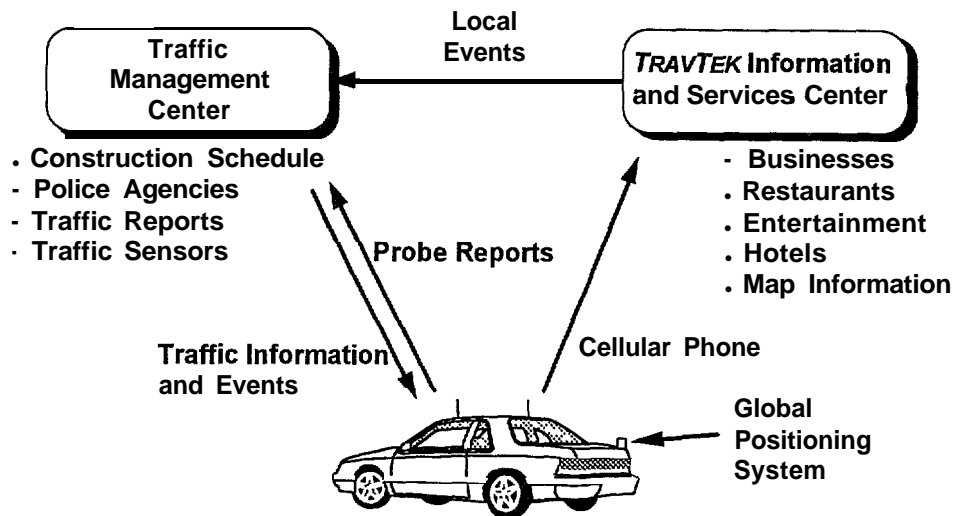 Traffic
Management
Center
Local
Events
TRAVTEK Information
and Services Center
. Construction Schedule
- Police Agencies
- Traffic Reports
· Traffic Sensors
- Businesses
. Restaurants
. Entertainment
. Hotels
. Map Information
Probe Reports
Traffic Information
and Events
Cellular Phone
Global
Positioning
System